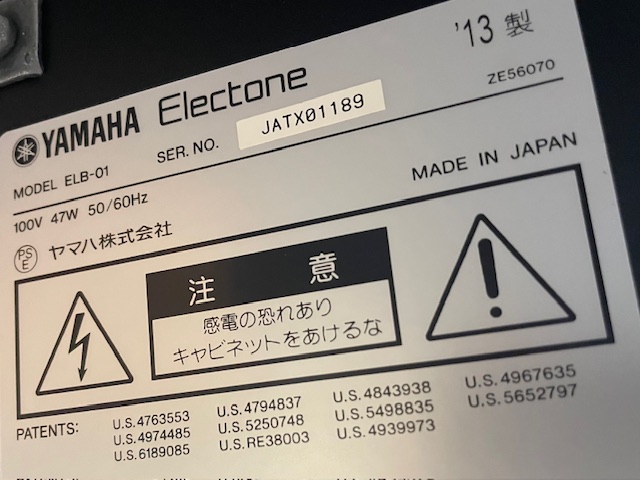 '13 製
YAMAHA Electone
ZE56070
SER. NO. JATX01189
MODEL ELB-01
MADE IN JAPAN
100V 47W 50/60Hz
PS
E
ヤマハ株式会社
注 意
感電の恐れあり
キャビネットをあけるな
PATENTS:
U.S.4763553 U.S.4794837 U.S.4843938 U.S.4967635
U.S.4974485 U.S.5250748 U.S.5498835 U.S.5652797
U.S.6189085 U.S.RE38003 U.S.4939973